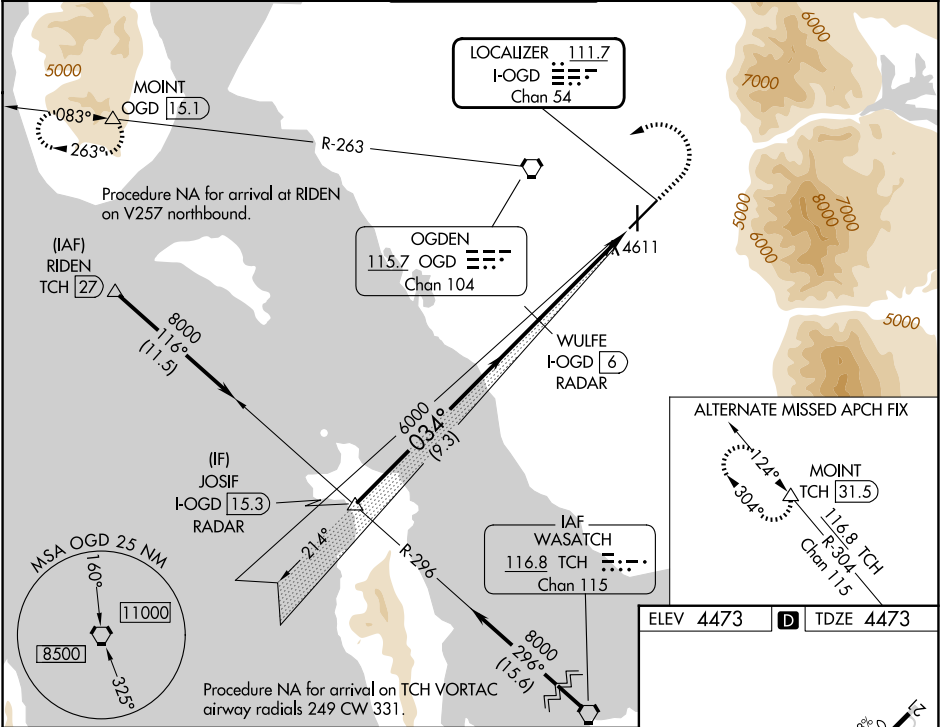 5000
MOINT
OGD 15.1
083°
263°
R-263
Procedure NA for arrival at RIDEN
on V257 northbound.
LOCALIZER 111.7
I-OGD
Chan 54
6000
7000
8000
7000
5000
6000
5000
4611
OGDEN
115.7 OGD
Chan 104
(IAF)
RIDEN
TCH 27
8000
116°
(11.5)
WULFE
I-OGD 6
RADAR
6000
034°
(9.3)
(IF)
JOSIF
I-OGD 15.3
RADAR
214°
R-296
IAF
WASATCH
116.8 TCH
Chan 115
8000
296°
(15.6)
MSA OGD 25 NM
160°
11000
8500
325°
Procedure NA for arrival on TCH VORTAC
airway radials 249 CW 331.
ALTERNATE MISSED APCH FIX
124°
304°
MOINT
TCH 31.5
116.8 TCH
R-304
Chan 115
ELEV 4473 D TDZE 4473
21